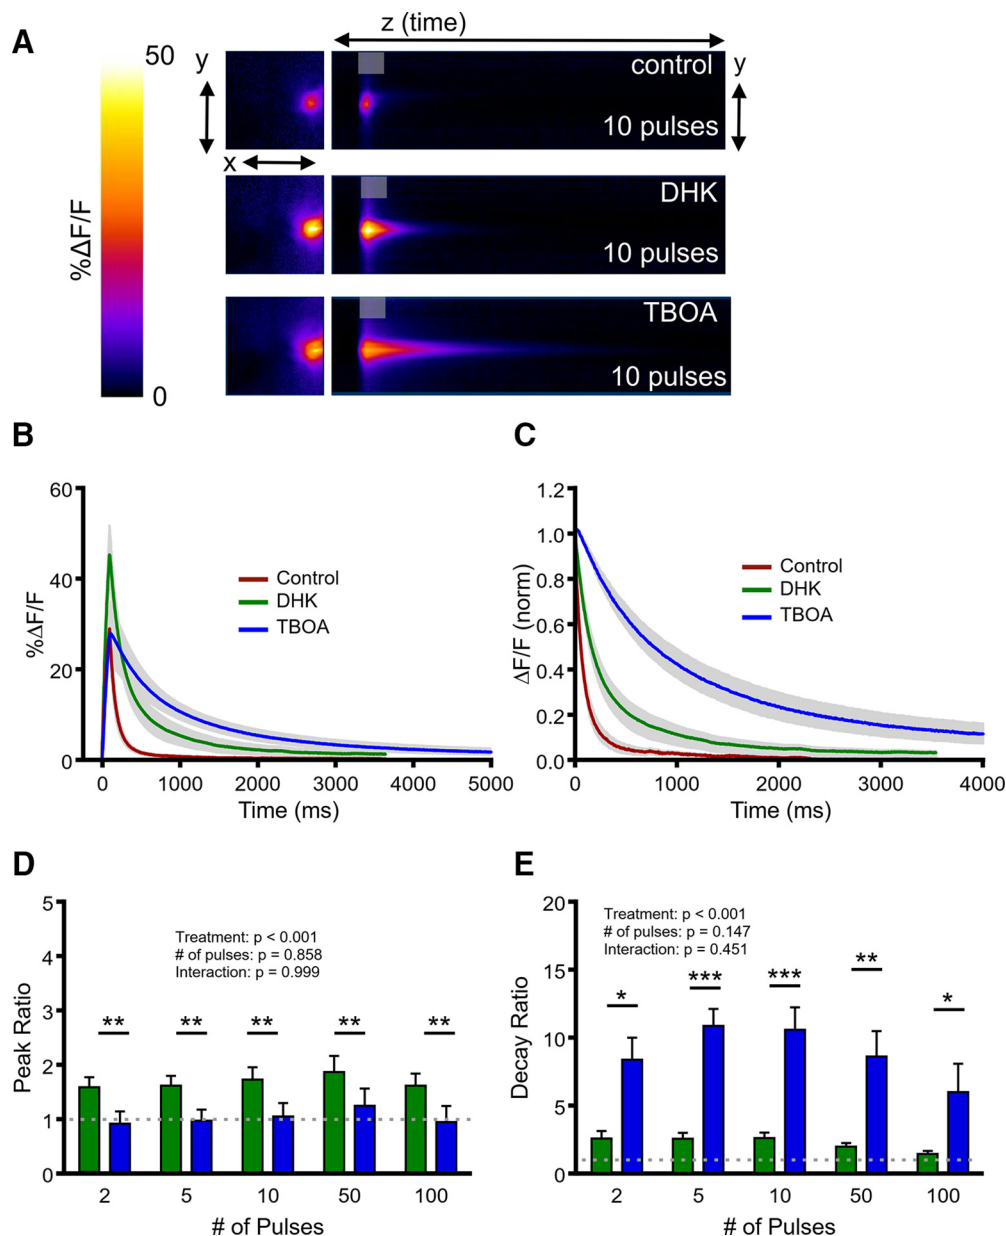 A
z (time)
50
%ΔF/F
0
y
x
control
10 pulses
y
DHK
10 pulses
TBOA
10 pulses
B
60
40
20
0
%ΔF/F
Control
DHK
TBOA
0
1000
2000
3000
4000
5000
Time (ms)
C
1.2
1.0
0.8
0.6
0.4
0.2
0.0
ΔF/F (norm)
Control
DHK
TBOA
0
1000
2000
3000
4000
Time (ms)
D
5
4
3
2
1
0
Peak Ratio
Treatment: p < 0.001
# of pulses: p = 0.858
Interaction: p = 0.999
**
**
**
**
**
2
5
10
50
100
# of Pulses
E
20
15
10
5
0
Decay Ratio
Treatment: p < 0.001
# of pulses: p = 0.147
Interaction: p = 0.451
*
***
***
**
*
2
5
10
50
100
# of Pulses